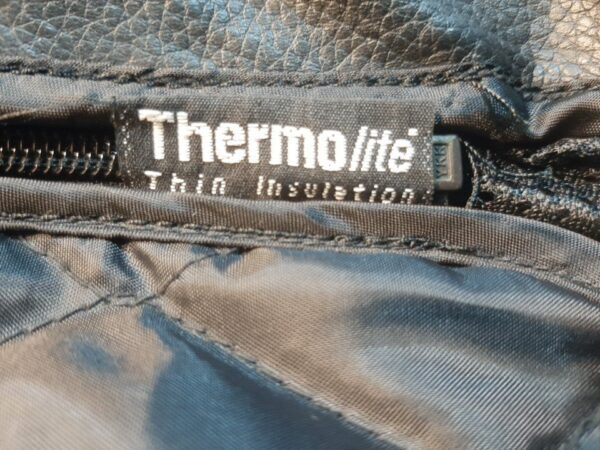 Thermolite
Thin Insulation
YKK